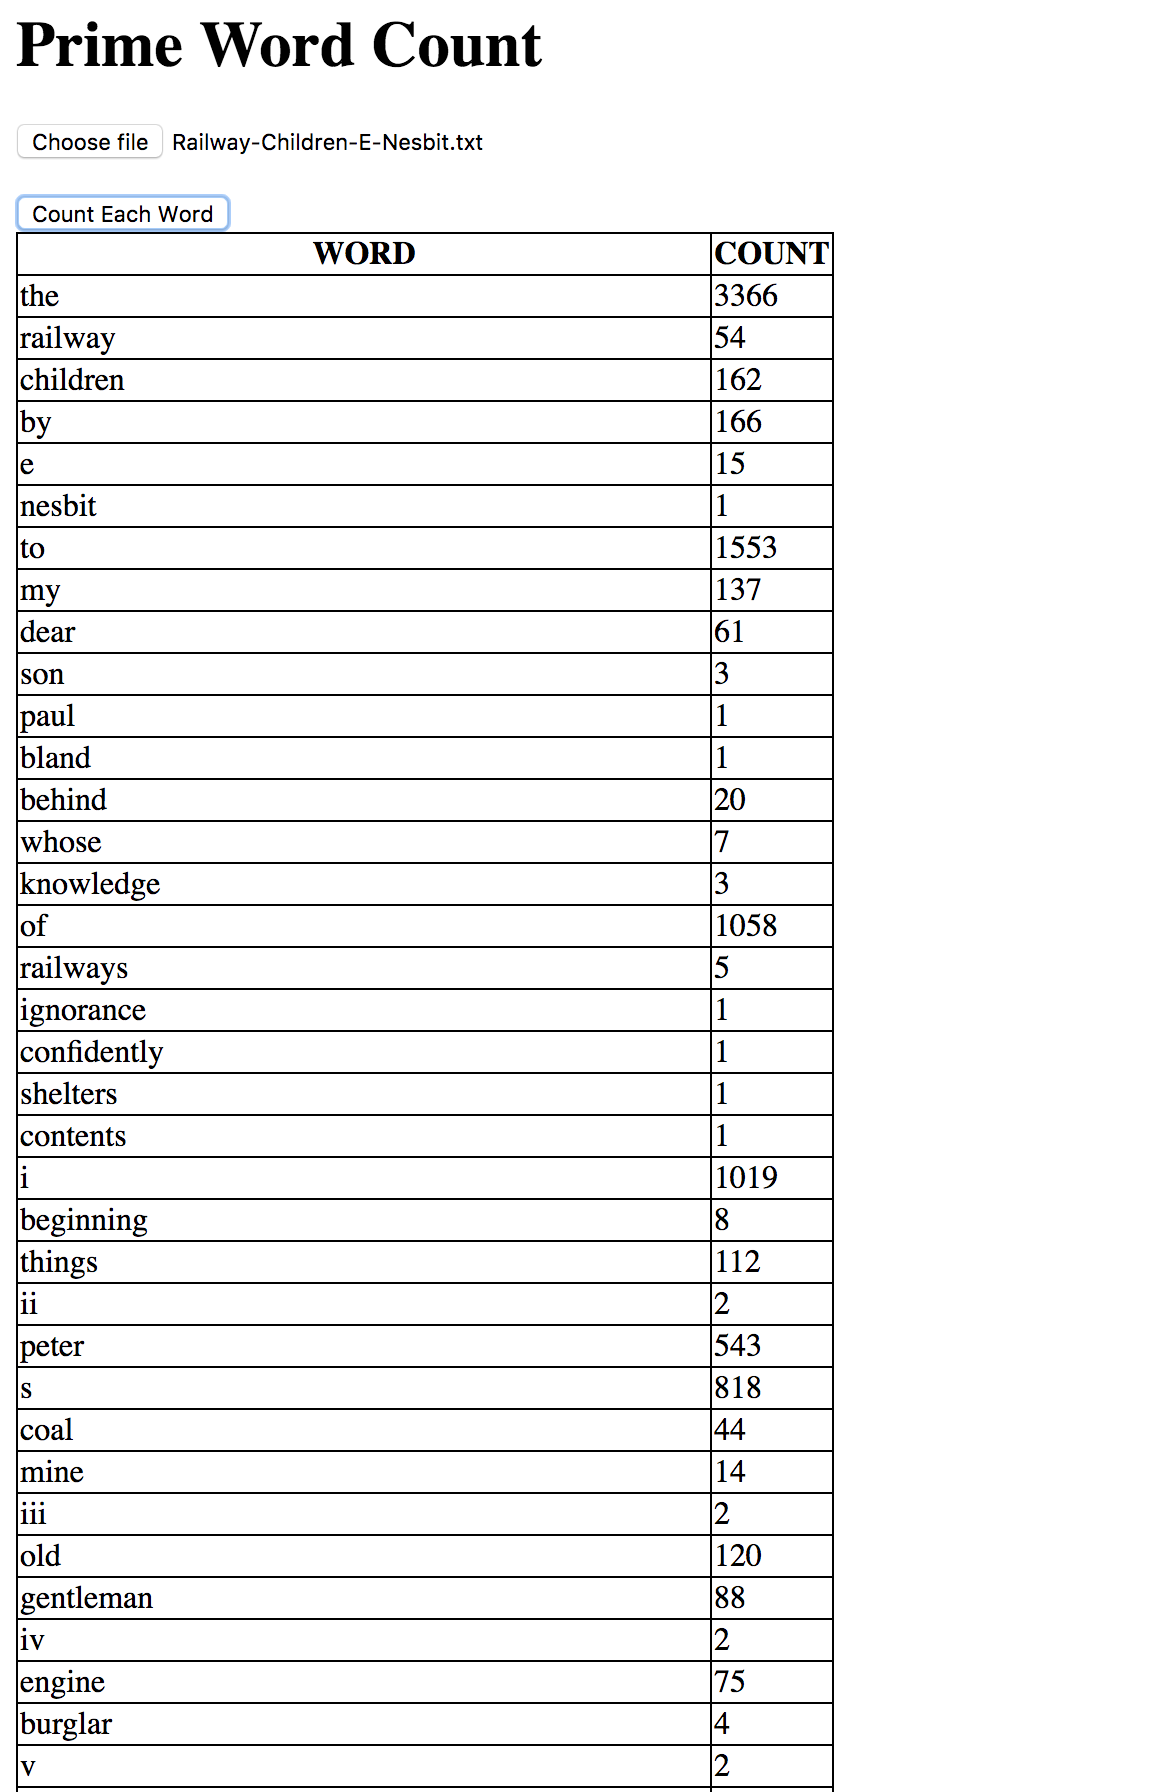 Prime Word Count
Choose file Railway-Children-E-Nesbit.txt
Count Each Word
WORD COUNT
the 3366
railway 54
children 162
by 166
e 15
nesbit 1
to 1553
my 137
dear 61
son 3
paul 1
bland 1
behind 20
whose 7
knowledge 3
of 1058
railways 5
ignorance 1
confidently 1
shelters 1
contents 1
i 1019
beginning 8
things 112
ii 2
peter 543
s 818
coal 44
mine 14
iii 2
old 120
gentleman 88
iv 2
engine 75
burglar 4
v 2